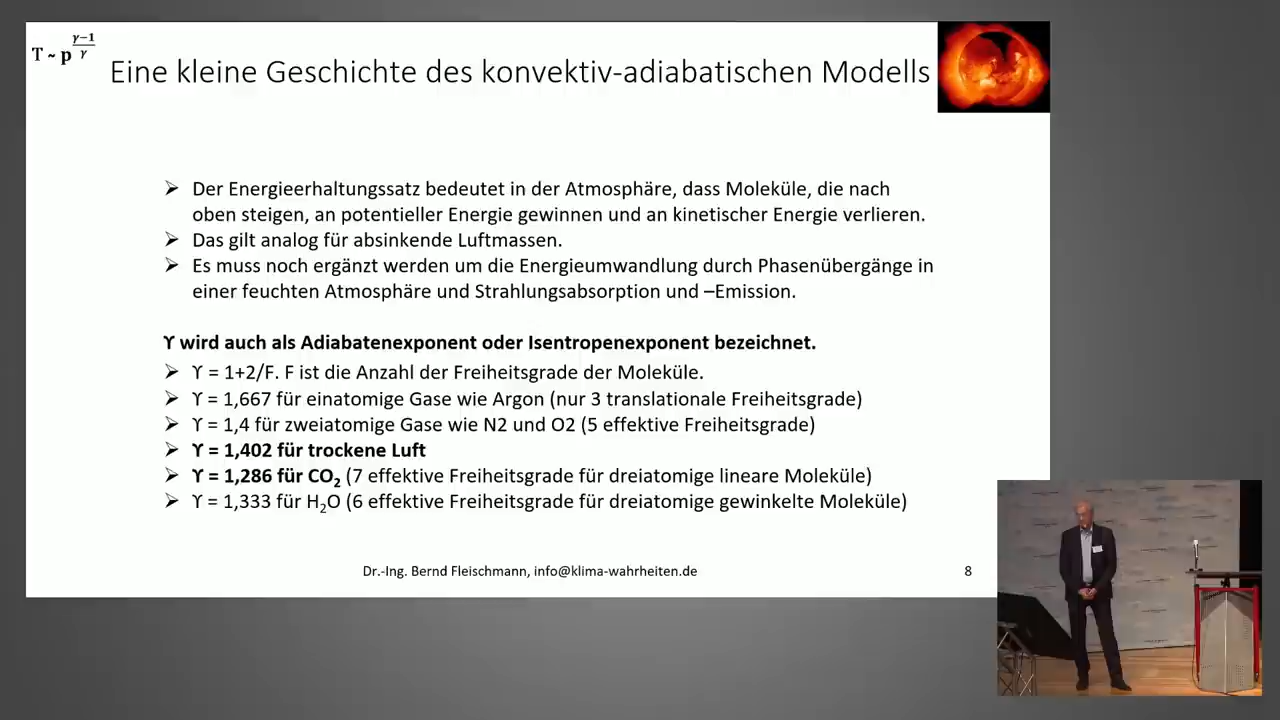 T ~ p^((γ−1)/γ)
Eine kleine Geschichte des konvektiv-adiabatischen Modells
➢ Der Energieerhaltungssatz bedeutet in der Atmosphäre, dass Moleküle, die nach
oben steigen, an potentieller Energie gewinnen und an kinetischer Energie verlieren.
➢ Das gilt analog für absinkende Luftmassen.
➢ Es muss noch ergänzt werden um die Energieumwandlung durch Phasenübergänge in
einer feuchten Atmosphäre und Strahlungsabsorption und –Emission.
ϒ wird auch als Adiabatenexponent oder Isentropenexponent bezeichnet.
➢ ϒ = 1+2/F. F ist die Anzahl der Freiheitsgrade der Moleküle.
➢ ϒ = 1,667 für einatomige Gase wie Argon (nur 3 translationale Freiheitsgrade)
➢ ϒ = 1,4 für zweiatomige Gase wie N2 und O2 (5 effektive Freiheitsgrade)
➢ ϒ = 1,402 für trockene Luft
➢ ϒ = 1,286 für CO₂ (7 effektive Freiheitsgrade für dreiatomige lineare Moleküle)
➢ ϒ = 1,333 für H₂O (6 effektive Freiheitsgrade für dreiatomige gewinkelte Moleküle)
Dr.-Ing. Bernd Fleischmann, info@klima-wahrheiten.de
8